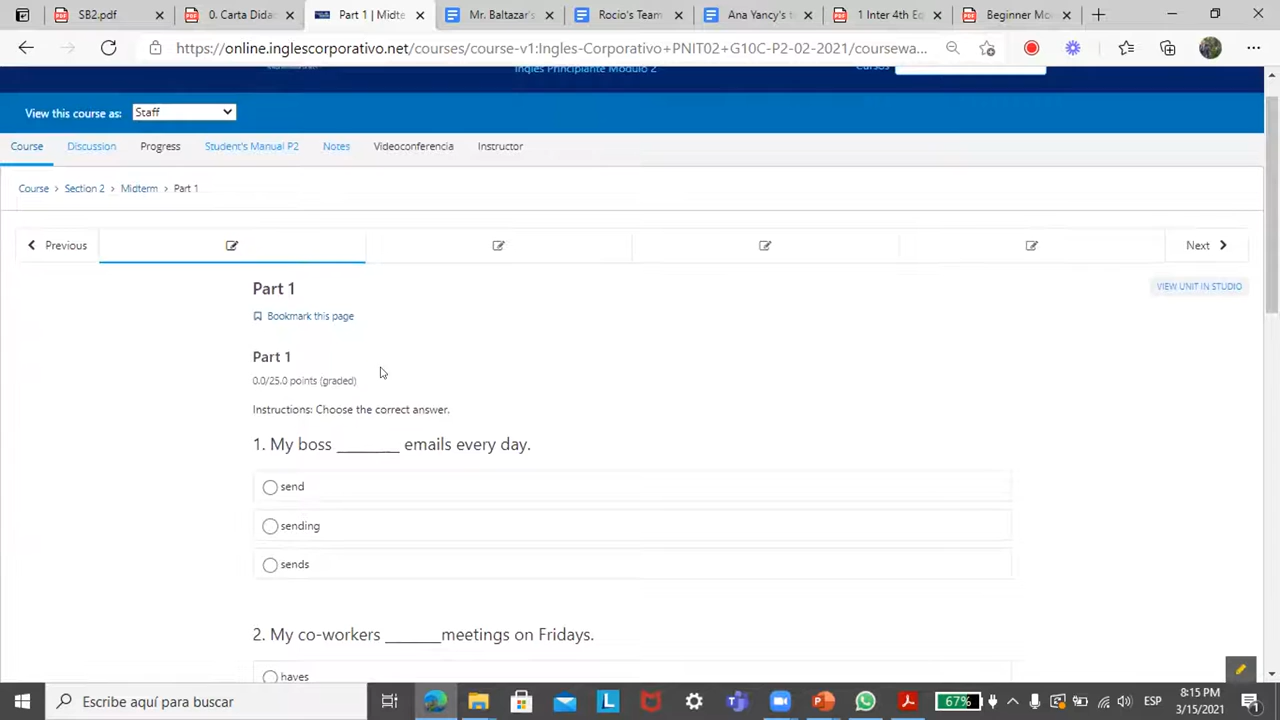 SB2.pdf
0. Carta Didá
Part 1 | Midte
Mr. Baltazar's
Rocio's Team
Ana Yancy's t
1 Inter 4th Ed
Beginner Mo
https://online.inglescorporativo.net/courses/course-v1:Ingles-Corporativo+PNIT02+G10C-P2-02-2021/coursewa...
Inglés Principiante Módulo 2
View this course as: Staff
Course Discussion Progress Student's Manual P2 Notes Videoconferencia Instructor
Course > Section 2 > Midterm > Part 1
Previous
Next
Part 1
VIEW UNIT IN STUDIO
Bookmark this page
Part 1
0.0/25.0 points (graded)
Instructions: Choose the correct answer.
1. My boss ________ emails every day.
send
sending
sends
2. My co-workers _______meetings on Fridays.
haves
Escribe aquí para buscar
67%
ESP
8:15 PM
3/15/2021